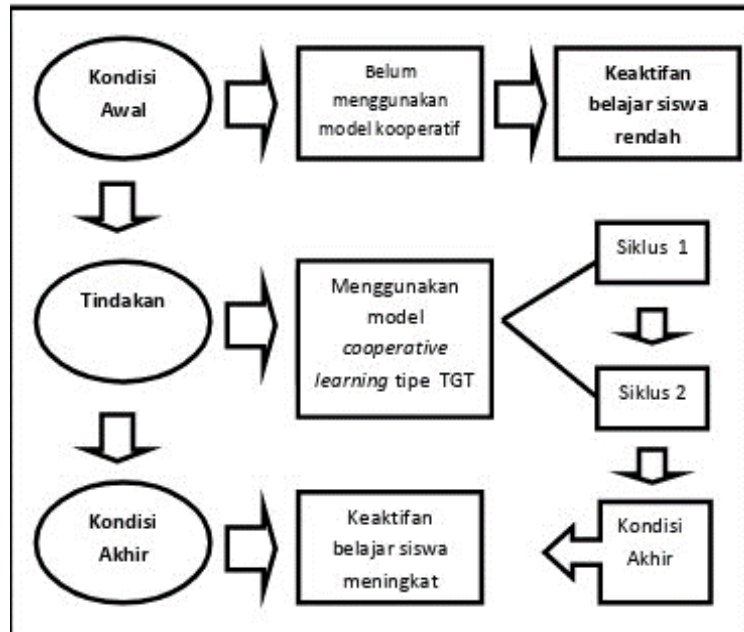 Kondisi
Awal
Belum
menggunakan
model kooperatif
Keaktifan
belajar siswa
rendah
Tindakan
Menggunakan
model
cooperative
learning tipe TGT
Siklus 1
Siklus 2
Kondisi
Akhir
Keaktifan
belajar siswa
meningkat
Kondisi
Akhir